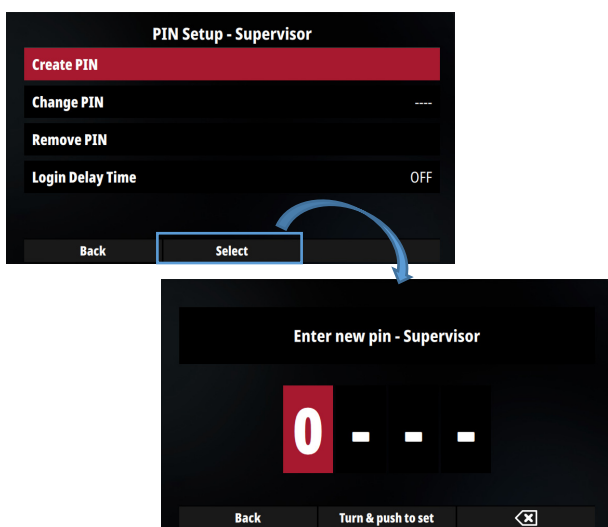 PIN Setup - Supervisor
Create PIN
Change PIN ----
Remove PIN
Login Delay Time OFF
Back Select
Enter new pin - Supervisor
0 - - -
Back Turn & push to set